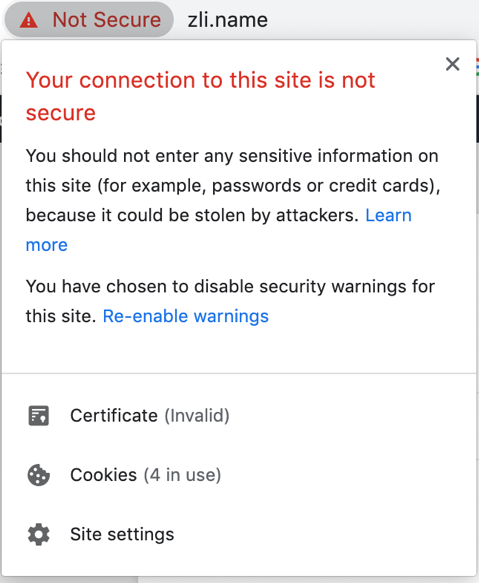 Not Secure zli.name
Your connection to this site is not
secure
You should not enter any sensitive information on
this site (for example, passwords or credit cards),
because it could be stolen by attackers. Learn
more
You have chosen to disable security warnings for
this site. Re-enable warnings
Certificate (Invalid)
Cookies (4 in use)
Site settings